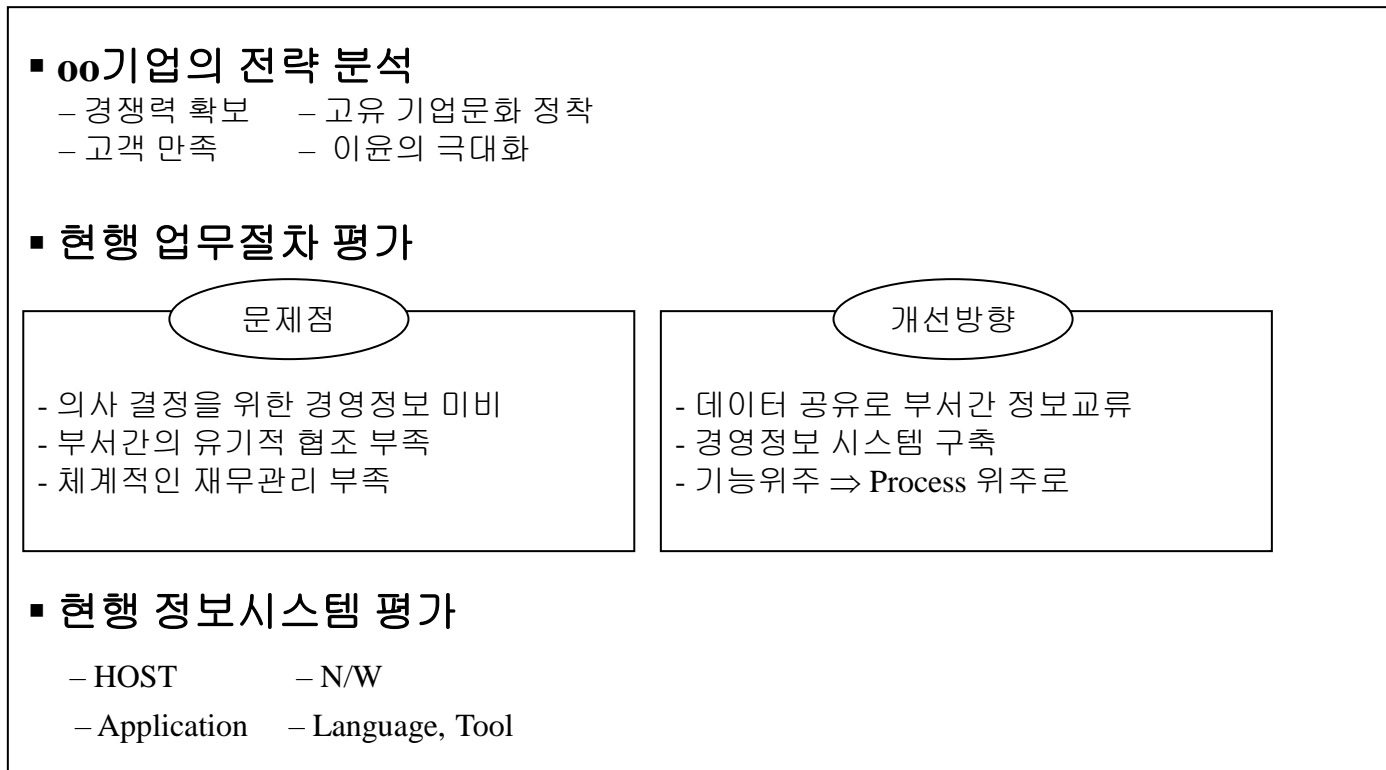 ▪ oo기업의 전략 분석
– 경쟁력 확보 – 고유 기업문화 정착
– 고객 만족 – 이윤의 극대화
▪ 현행 업무절차 평가
문제점
- 의사 결정을 위한 경영정보 미비
- 부서간의 유기적 협조 부족
- 체계적인 재무관리 부족
개선방향
- 데이터 공유로 부서간 정보교류
- 경영정보 시스템 구축
- 기능위주 ⇒ Process 위주로
▪ 현행 정보시스템 평가
– HOST – N/W
– Application – Language, Tool